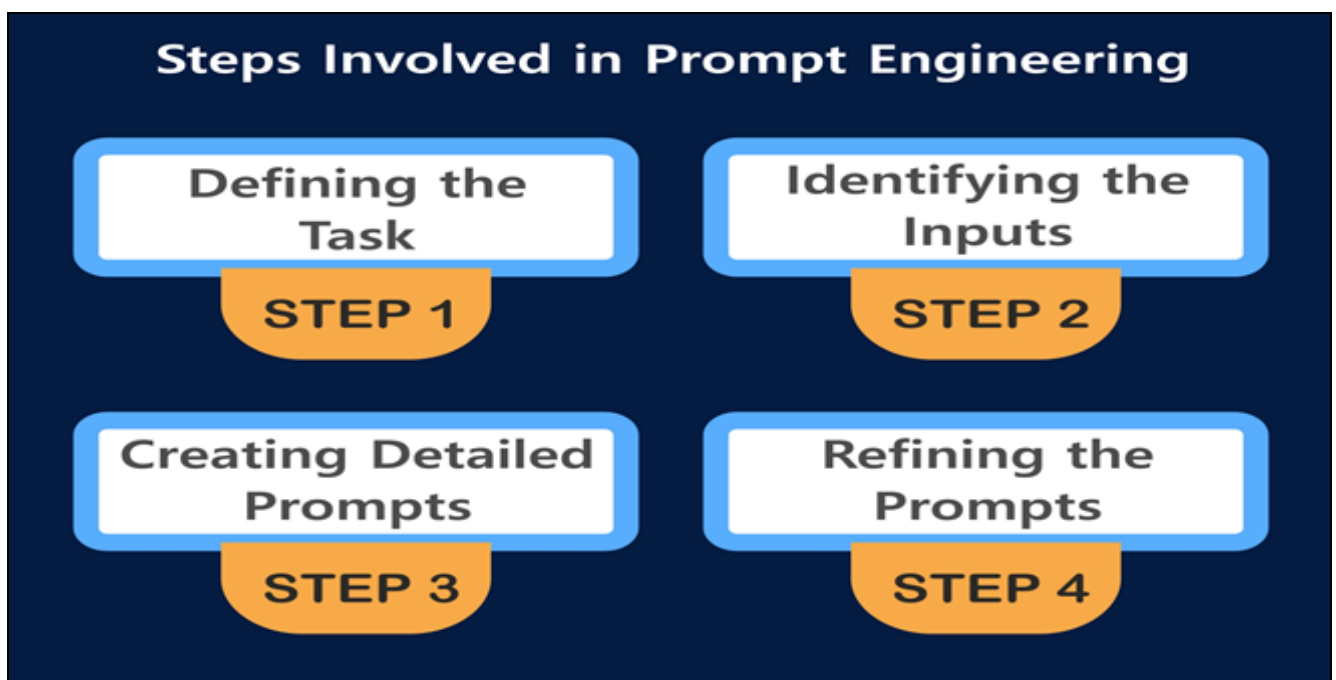 Steps Involved in Prompt Engineering
Defining the
Task
STEP 1
Identifying the
Inputs
STEP 2
Creating Detailed
Prompts
STEP 3
Refining the
Prompts
STEP 4